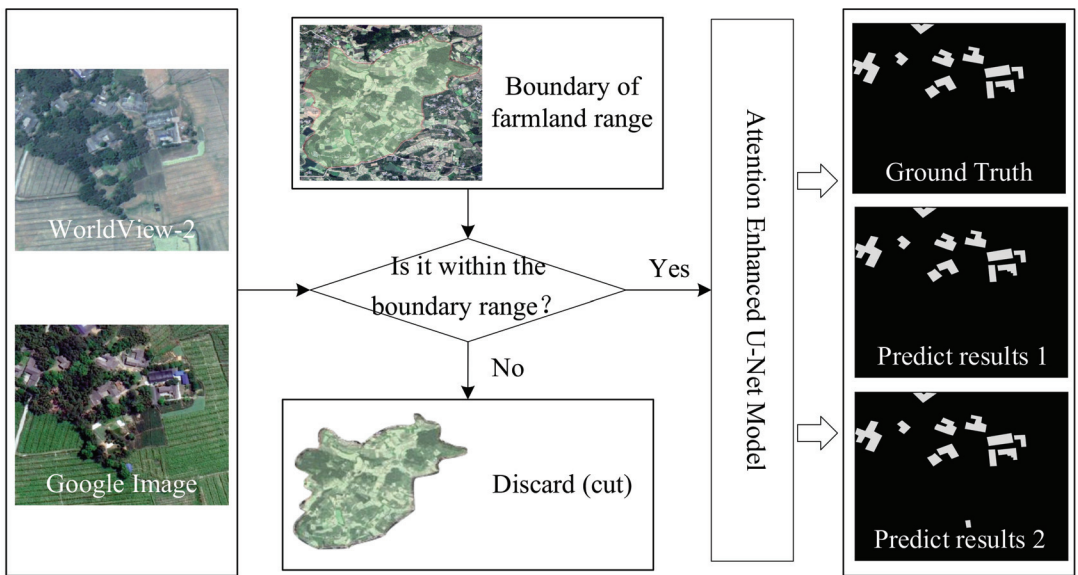 WorldView-2
Google Image
Boundary of
farmland range
Is it within the
boundary range?
Yes
No
Discard (cut)
Attention Enhanced U-Net Model
Ground Truth
Predict results 1
Predict results 2